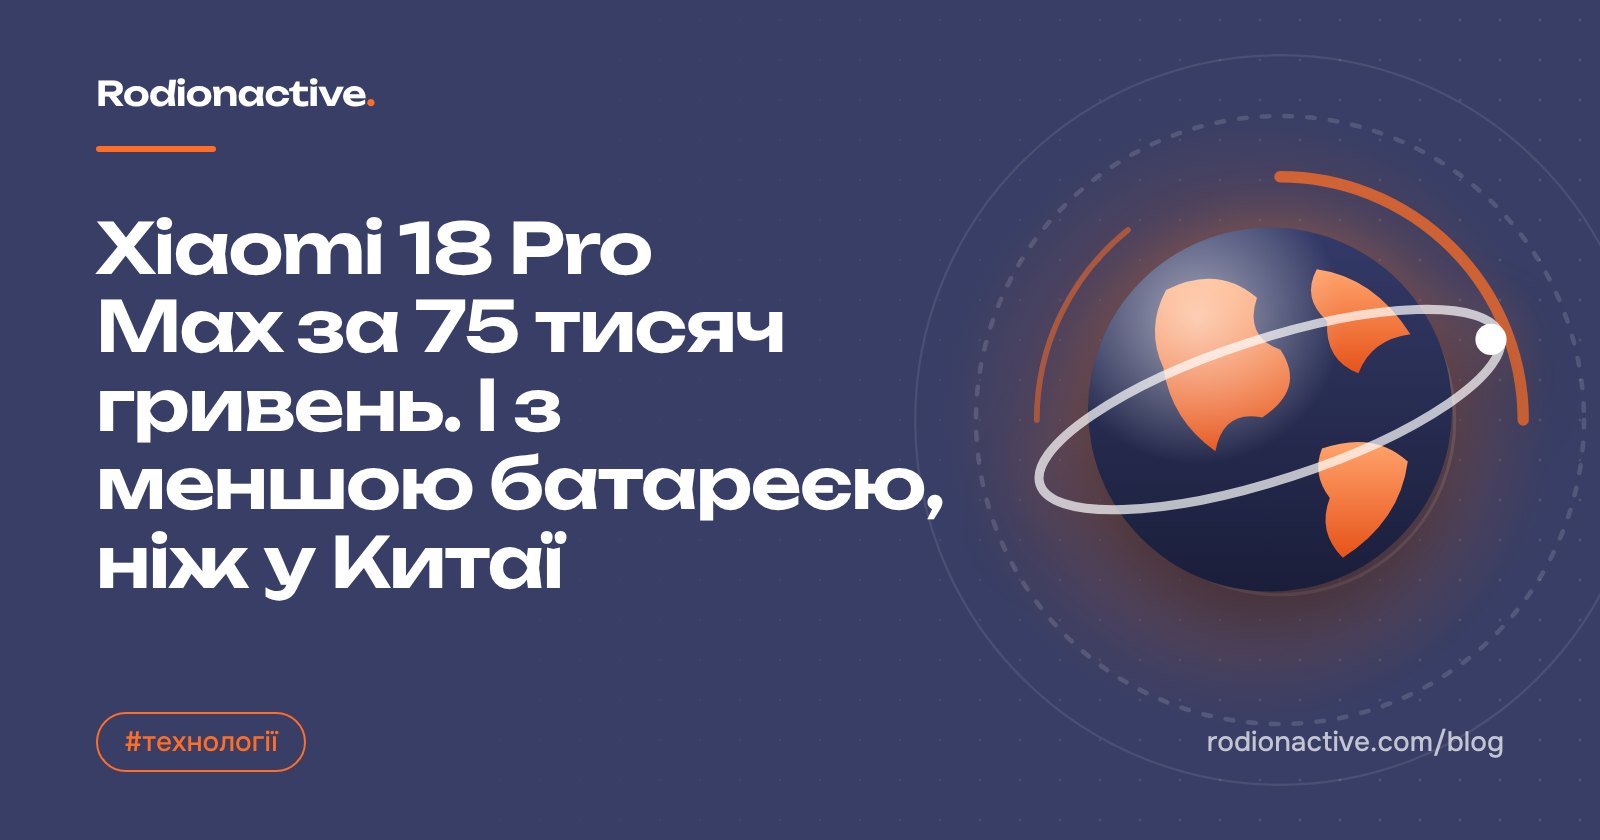 Rodionactive.
Xiaomi 18 Pro
Max за 75 тисяч
гривень. І з
меншою батареєю,
ніж у Китаї
#технології
rodionactive.com/blog